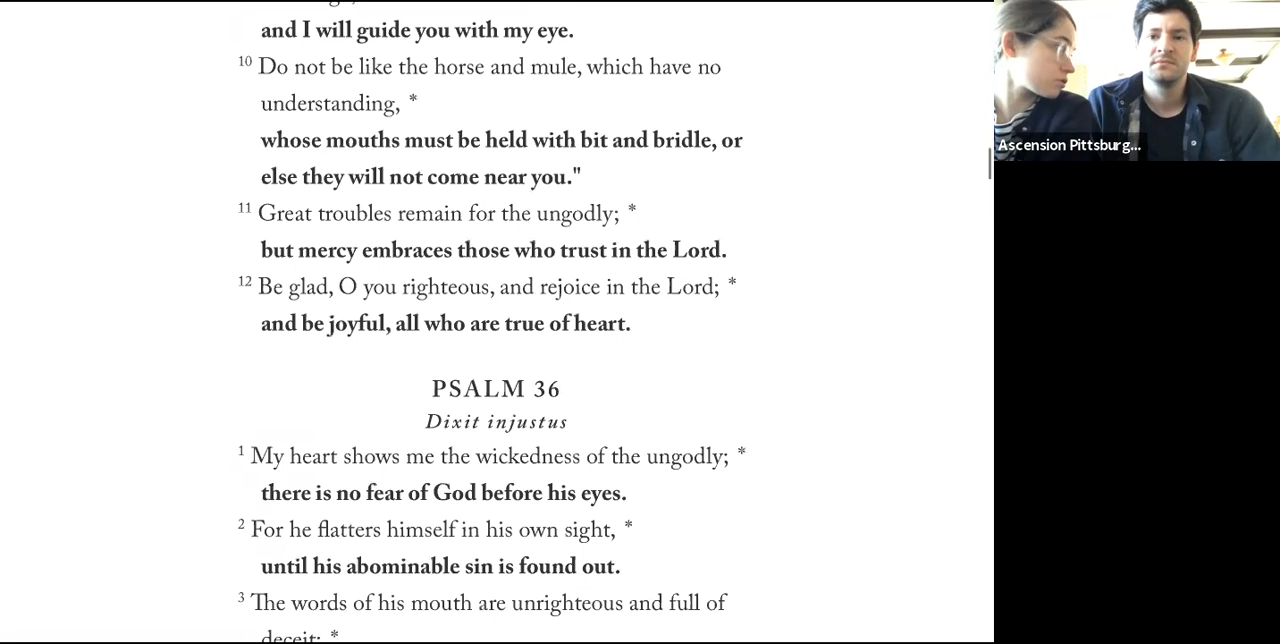 and I will guide you with my eye.
10 Do not be like the horse and mule, which have no
understanding, *
whose mouths must be held with bit and bridle, or
else they will not come near you."
11 Great troubles remain for the ungodly; *
but mercy embraces those who trust in the Lord.
12 Be glad, O you righteous, and rejoice in the Lord; *
and be joyful, all who are true of heart.
PSALM 36
Dixit injustus
1 My heart shows me the wickedness of the ungodly; *
there is no fear of God before his eyes.
2 For he flatters himself in his own sight, *
until his abominable sin is found out.
3 The words of his mouth are unrighteous and full of
deceit; *
Ascension Pittsburg...